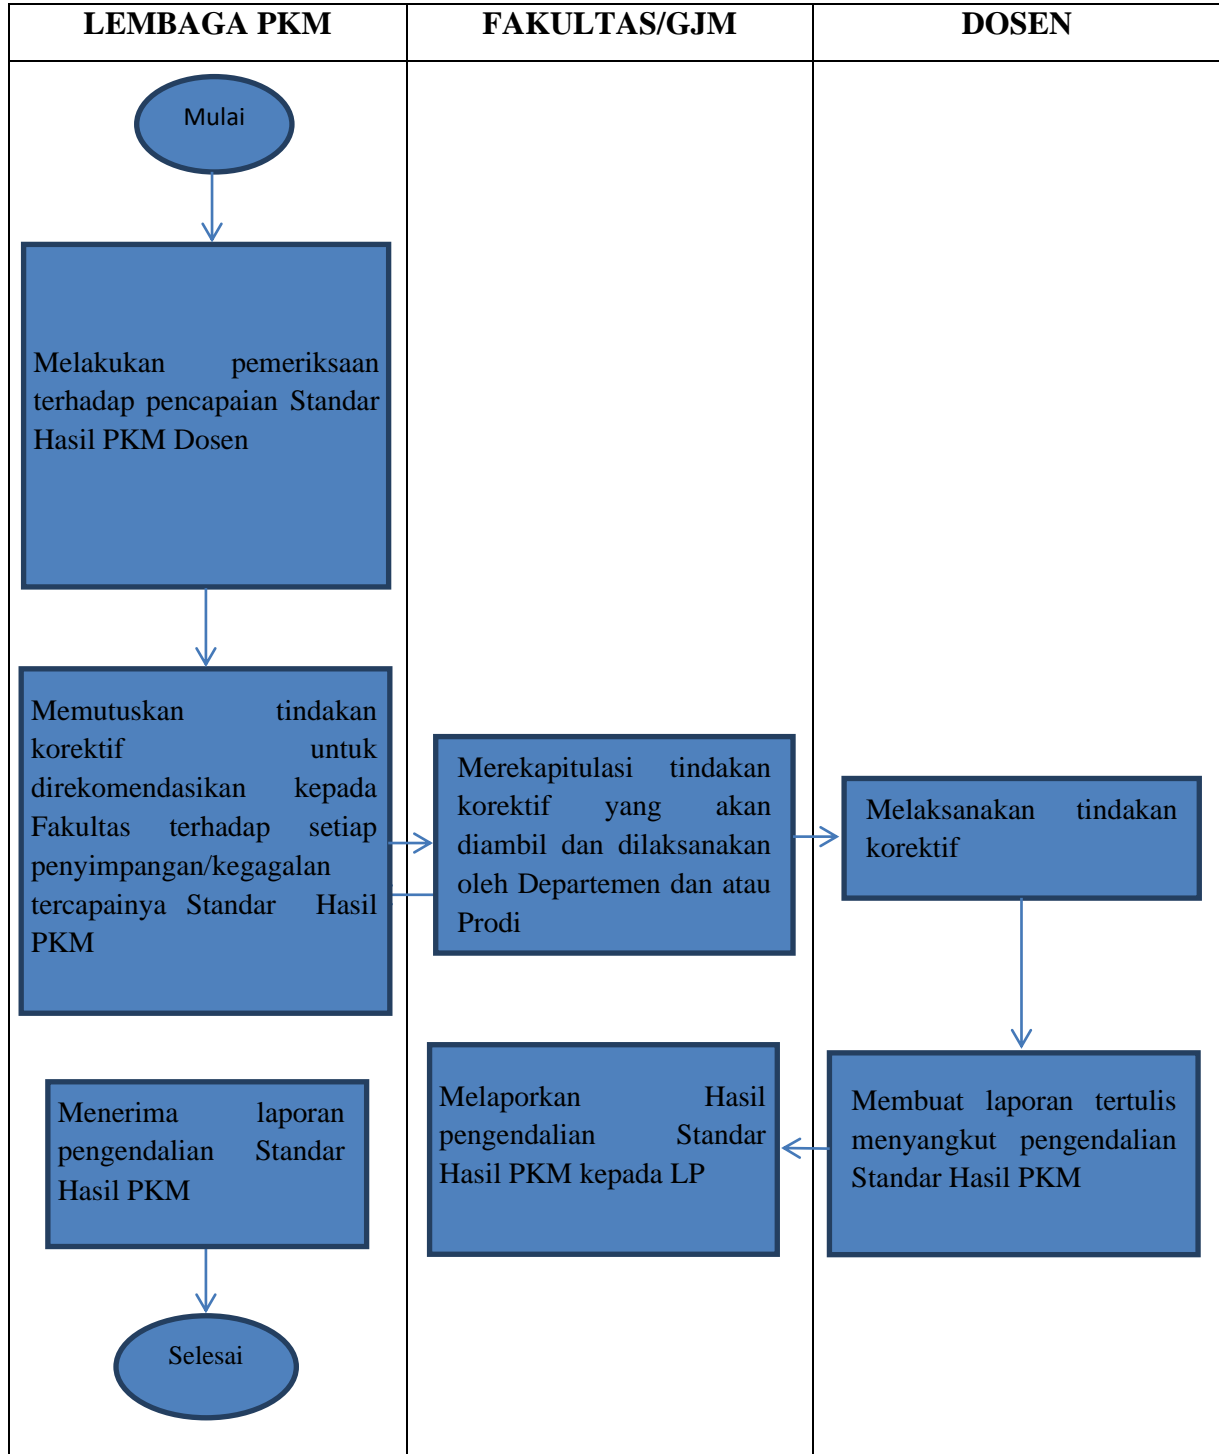 LEMBAGA PKM
FAKULTAS/GJM
DOSEN
Mulai
Melakukan pemeriksaan
terhadap pencapaian Standar
Hasil PKM Dosen
Memutuskan tindakan
korektif untuk
direkomendasikan kepada
Fakultas terhadap setiap
penyimpangan/kegagalan
tercapainya Standar Hasil
PKM
Merekapitulasi tindakan
korektif yang akan
diambil dan dilaksanakan
oleh Departemen dan atau
Prodi
Melaksanakan tindakan
korektif
Menerima laporan
pengendalian Standar
Hasil PKM
Melaporkan Hasil
pengendalian Standar
Hasil PKM kepada LP
Membuat laporan tertulis
menyangkut pengendalian
Standar Hasil PKM
Selesai